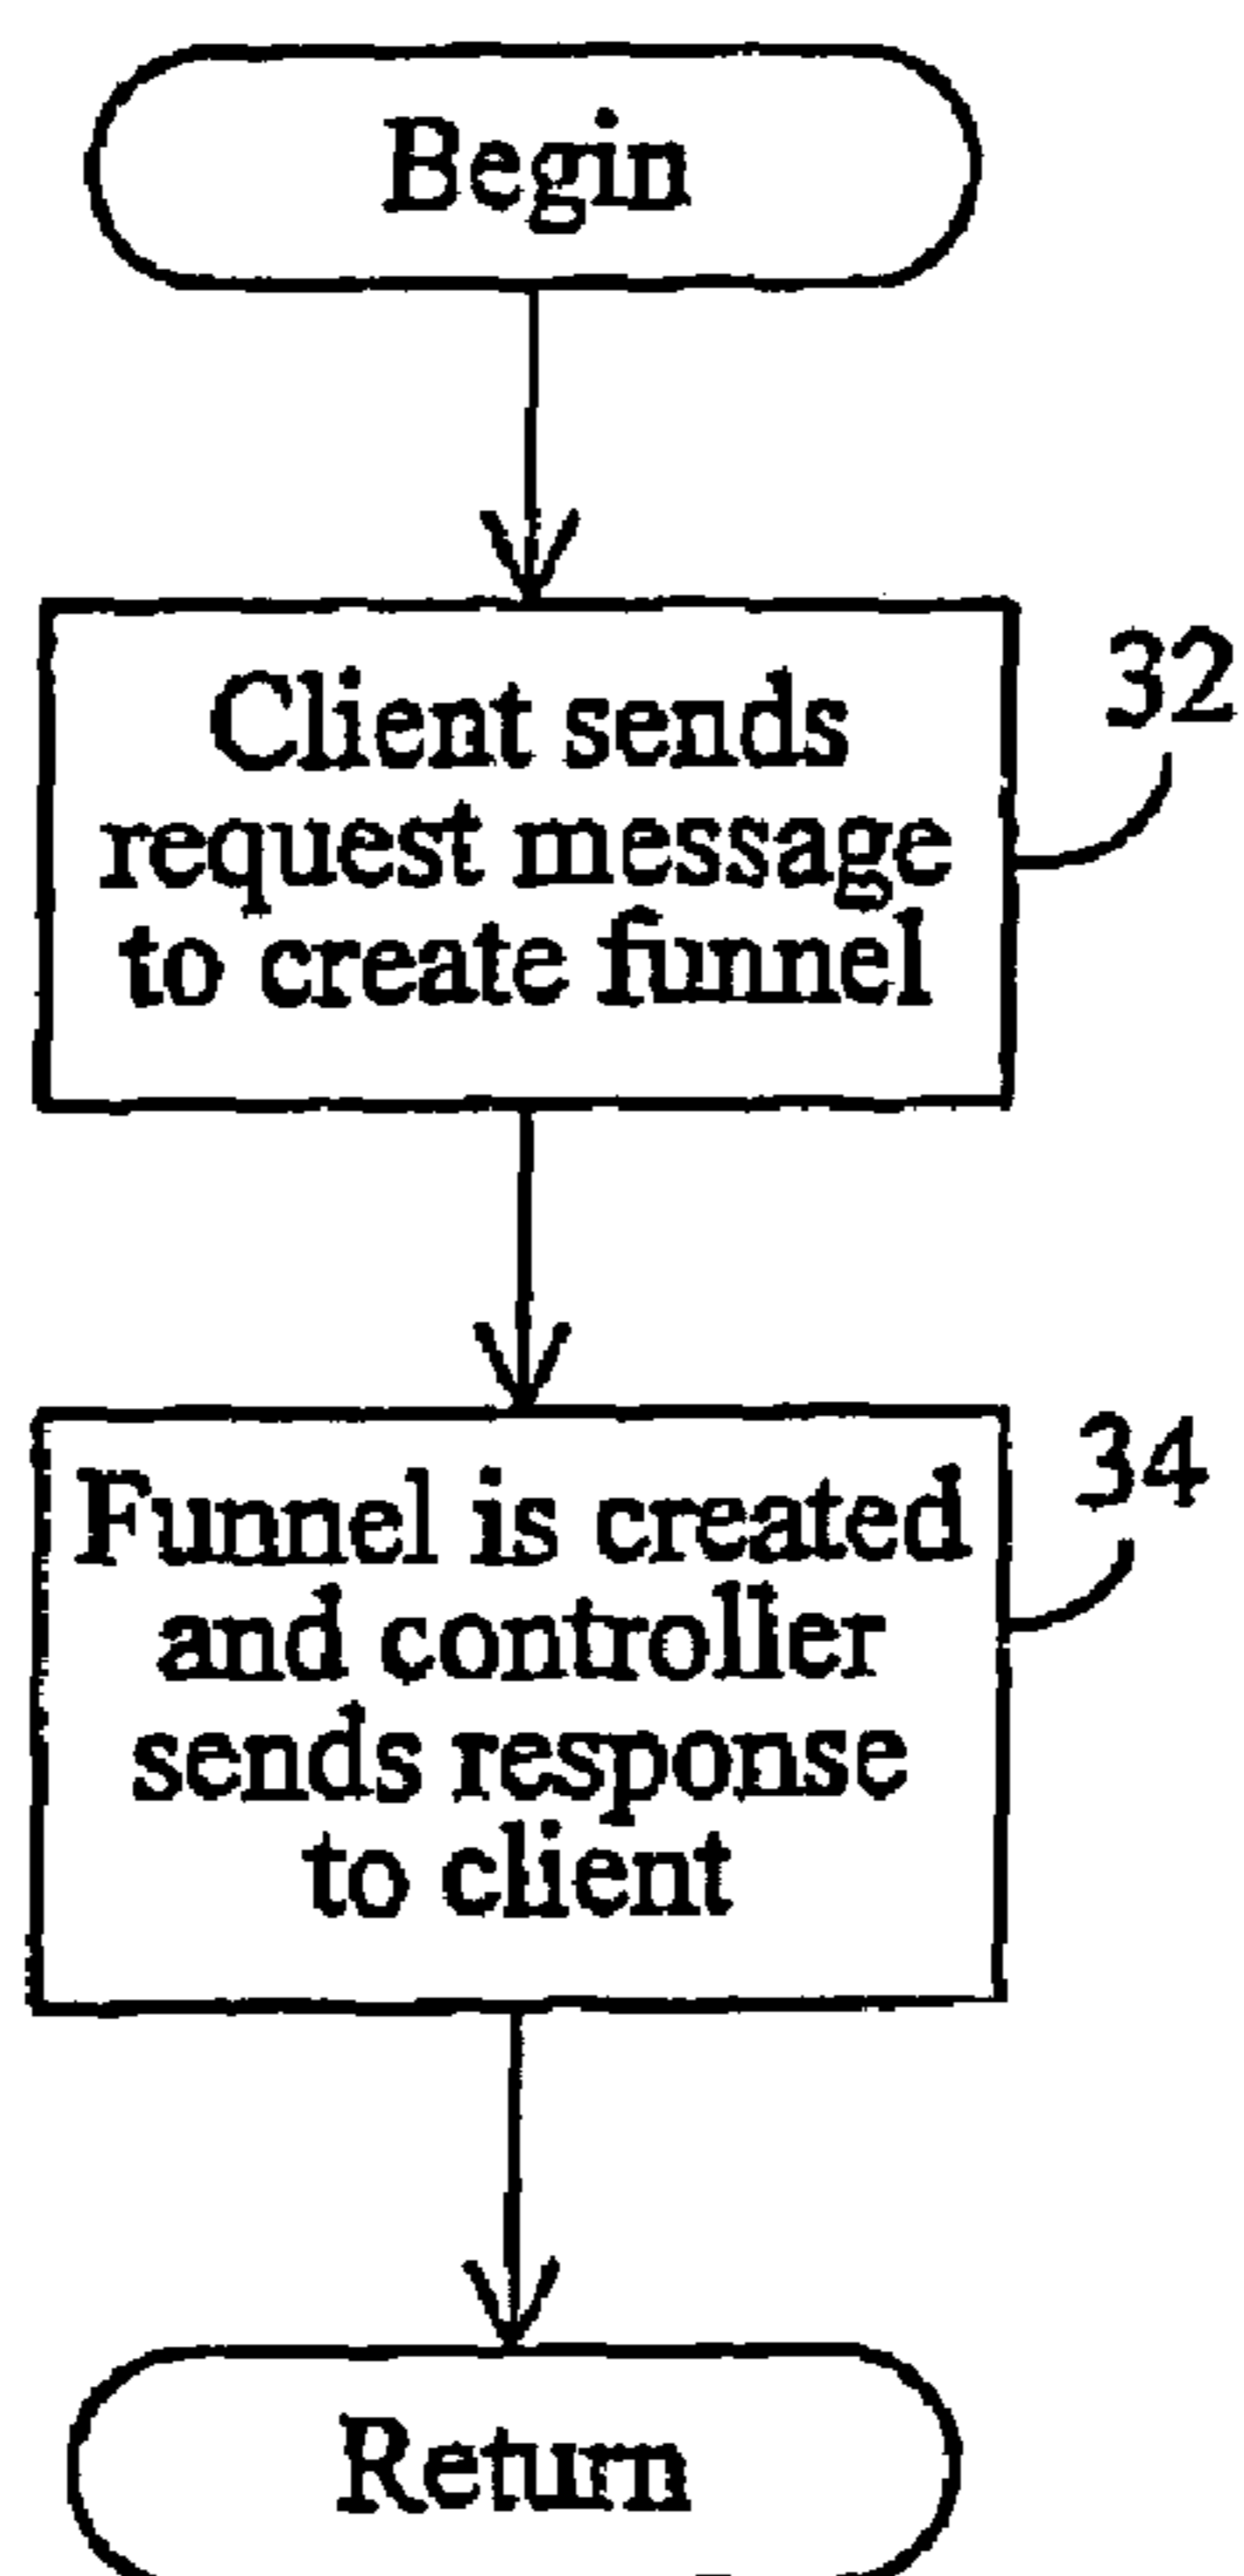 Begin
Client sends
request message
to create funnel
32
Funnel is created
and controller
sends response
to client
34
Return